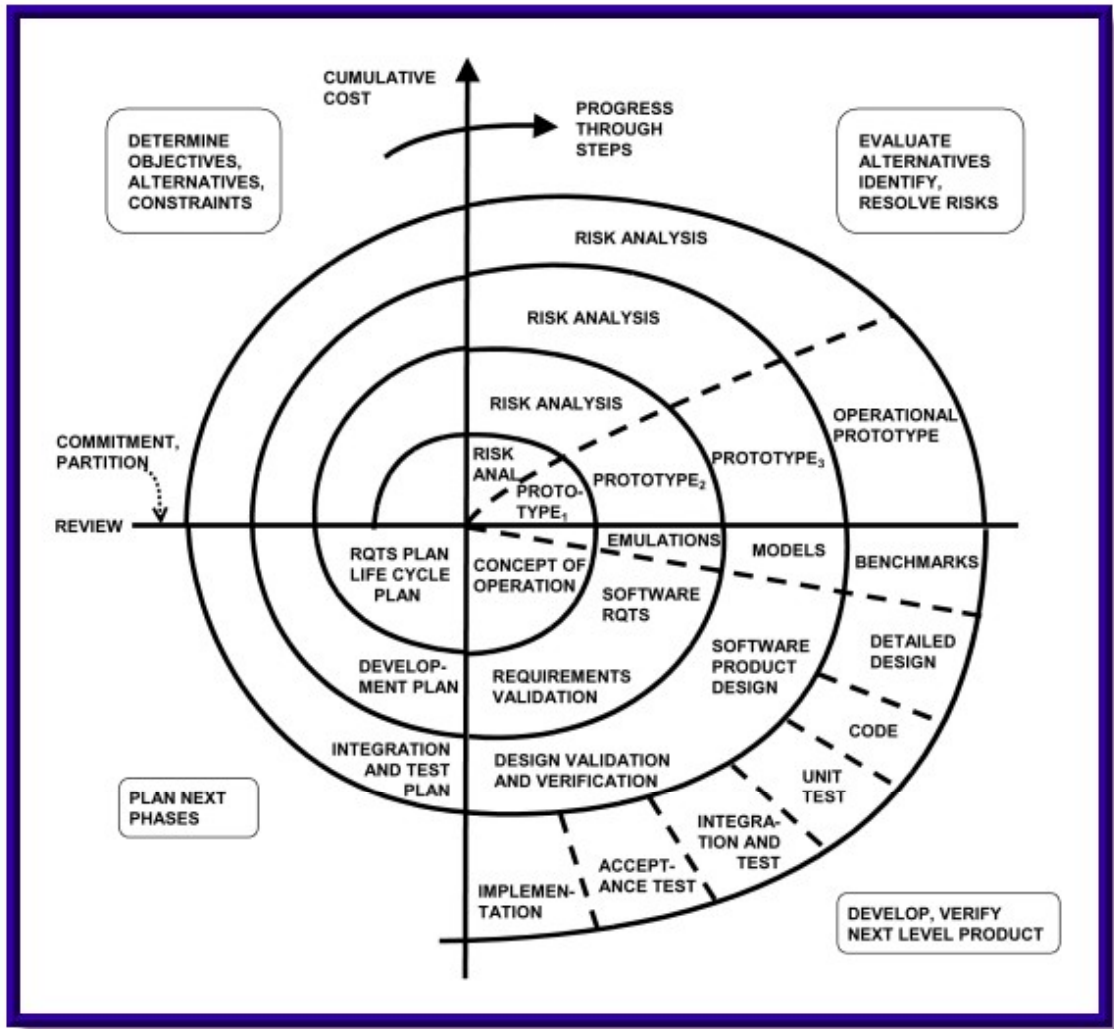 CUMULATIVE
COST
PROGRESS
THROUGH
STEPS
DETERMINE
OBJECTIVES,
ALTERNATIVES,
CONSTRAINTS
EVALUATE
ALTERNATIVES
IDENTIFY,
RESOLVE RISKS
RISK ANALYSIS
RISK ANALYSIS
RISK ANALYSIS
RISK
ANAL.
PROTO-
TYPE1
PROTOTYPE2
PROTOTYPE3
OPERATIONAL
PROTOTYPE
COMMITMENT,
PARTITION
REVIEW
EMULATIONS
MODELS
BENCHMARKS
RQTS PLAN
LIFE CYCLE
PLAN
CONCEPT OF
OPERATION
SOFTWARE
RQTS
SOFTWARE
PRODUCT
DESIGN
DETAILED
DESIGN
DEVELOP-
MENT PLAN
REQUIREMENTS
VALIDATION
CODE
INTEGRATION
AND TEST
PLAN
DESIGN VALIDATION
AND VERIFICATION
UNIT
TEST
PLAN NEXT
PHASES
INTEGRA-
TION AND
TEST
ACCEPT-
ANCE TEST
IMPLEMEN-
TATION
DEVELOP, VERIFY
NEXT LEVEL PRODUCT